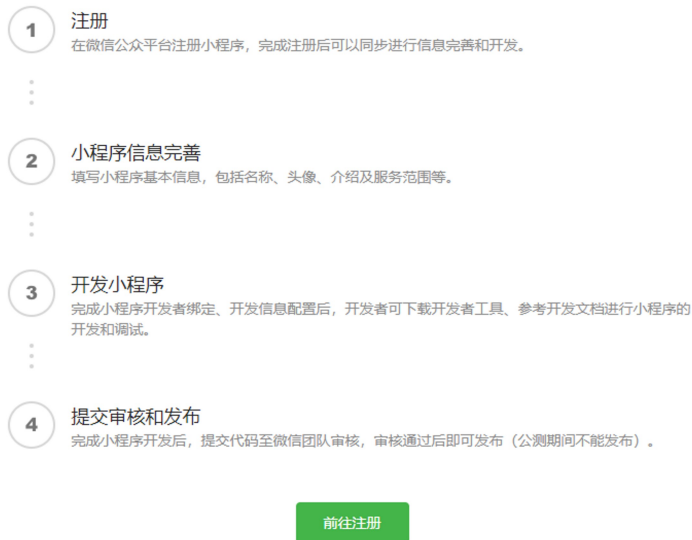 1
注册
在微信公众平台注册小程序，完成注册后可以同步进行信息完善和开发。
2
小程序信息完善
填写小程序基本信息，包括名称、头像、介绍及服务范围等。
3
开发小程序
完成小程序开发者绑定、开发信息配置后，开发者可下载开发者工具、参考开发文档进行小程序的
开发和调试。
4
提交审核和发布
完成小程序开发后，提交代码至微信团队审核，审核通过后即可发布（公测期间不能发布）。
前往注册